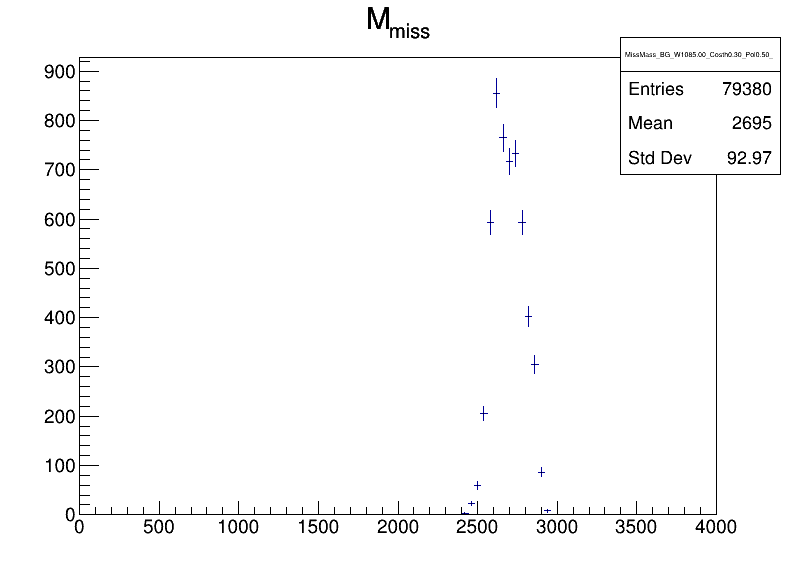 M_miss
MissMass_BG_W1085.00_Costh0.30_Pol0.50_
Entries 79380
Mean 2695
Std Dev 92.97
900
800
700
600
500
400
300
200
100
0
0 500 1000 1500 2000 2500 3000 3500 4000